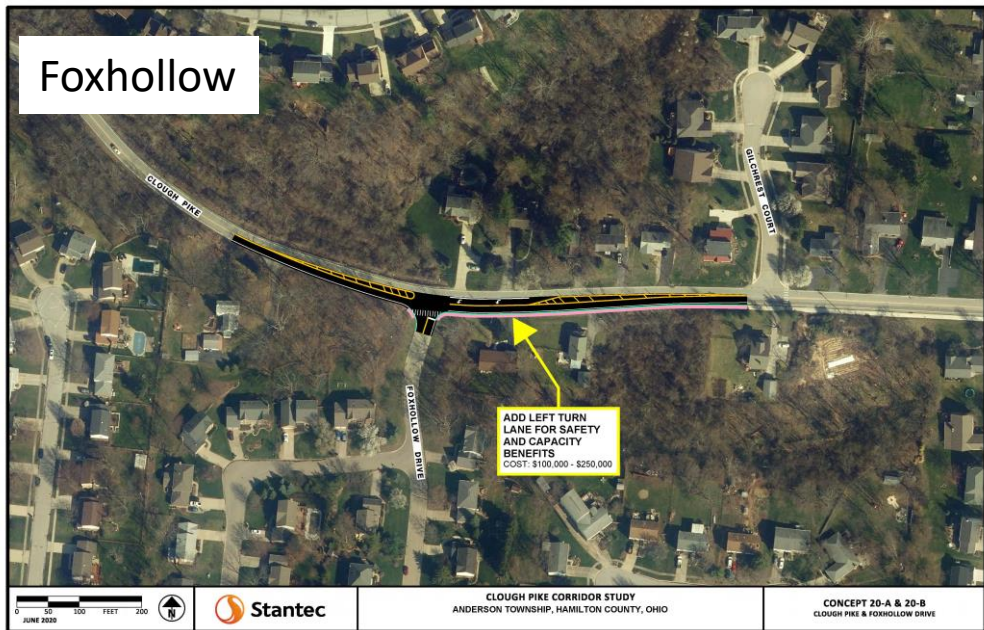 Foxhollow
CLOUGH PIKE
GILCHREST COURT
FOXHOLLOW DRIVE
ADD LEFT TURN
LANE FOR SAFETY
AND CAPACITY
BENEFITS
COST: $100,000 - $250,000
0 50 100 FEET 200
JUNE 2020
N
Stantec
CLOUGH PIKE CORRIDOR STUDY
ANDERSON TOWNSHIP, HAMILTON COUNTY, OHIO
CONCEPT 20-A & 20-B
CLOUGH PIKE & FOXHOLLOW DRIVE